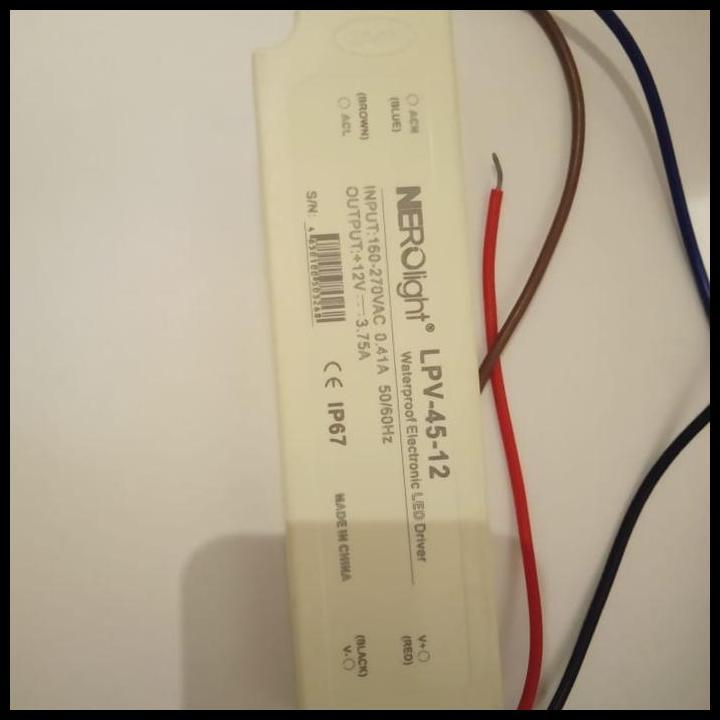 ACN
(BLUE)
(BROWN)
ACL
NEROlight® LPV-45-12
Waterproof Electronic LED Driver
INPUT:160-270VAC 0.41A 50/60Hz
OUTPUT:+12V 3.75A
S/N:
CE IP67
MADE IN CHINA
V+
(RED)
(BLACK)
V-